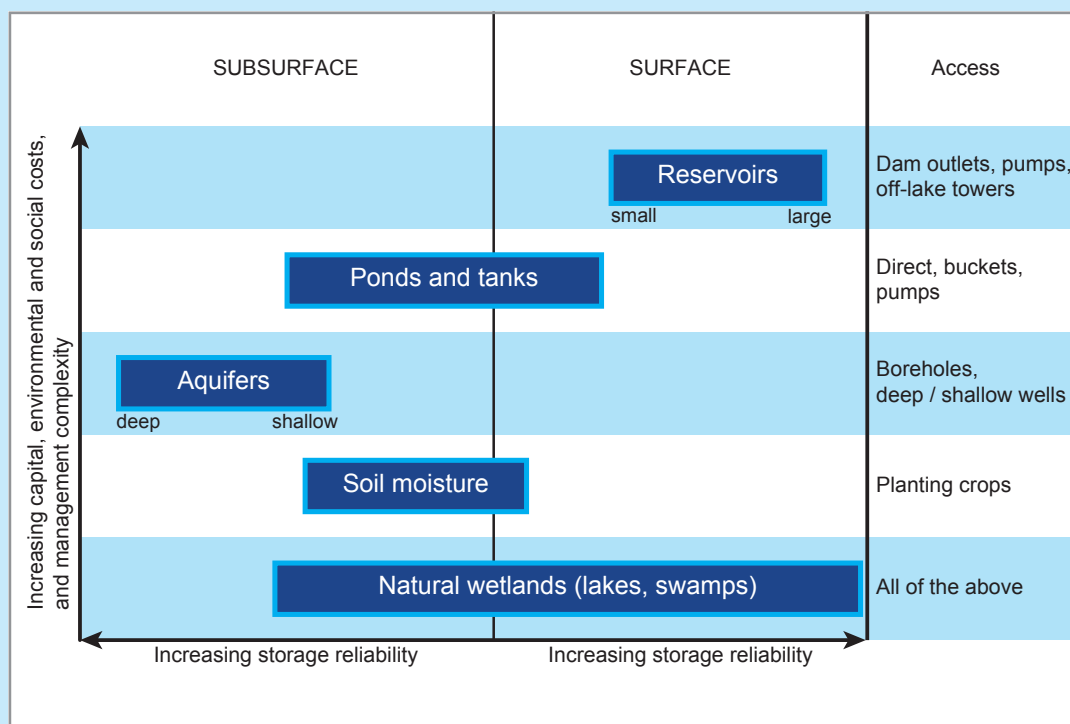 SUBSURFACE
SURFACE
Access
Increasing capital, environmental and social costs,
and management complexity
Reservoirs
small
large
Dam outlets, pumps,
off-lake towers
Ponds and tanks
Direct, buckets,
pumps
Aquifers
deep
shallow
Boreholes,
deep / shallow wells
Soil moisture
Planting crops
Natural wetlands (lakes, swamps)
All of the above
Increasing storage reliability
Increasing storage reliability